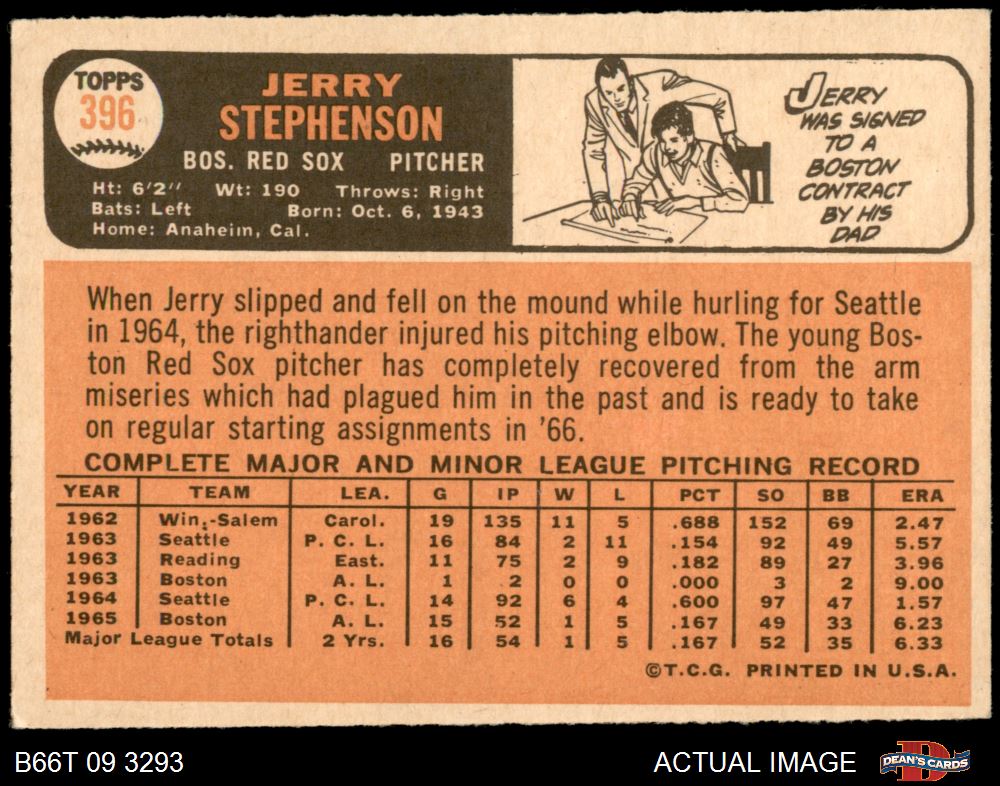 TOPPS
396
JERRY
STEPHENSON
BOS. RED SOX PITCHER
Ht: 6'2" Wt: 190 Throws: Right
Bats: Left Born: Oct. 6, 1943
Home: Anaheim, Cal.
JERRY
WAS SIGNED
TO A
BOSTON
CONTRACT
BY HIS
DAD
When Jerry slipped and fell on the mound while hurling for Seattle
in 1964, the righthander injured his pitching elbow. The young Bos-
ton Red Sox pitcher has completely recovered from the arm
miseries which had plagued him in the past and is ready to take
on regular starting assignments in '66.
COMPLETE MAJOR AND MINOR LEAGUE PITCHING RECORD
YEAR TEAM LEA. G IP W L PCT SO BB ERA
1962 Win.-Salem Carol. 19 135 11 5 .688 152 69 2.47
1963 Seattle P. C. L. 16 84 2 11 .154 92 49 5.57
1963 Reading East. 11 75 2 9 .182 89 27 3.96
1963 Boston A. L. 1 2 0 0 .000 3 2 9.00
1964 Seattle P. C. L. 14 92 6 4 .600 97 47 1.57
1965 Boston A. L. 15 52 1 5 .167 49 33 6.23
Major League Totals 2 Yrs. 16 54 1 5 .167 52 35 6.33
©T.C.G. PRINTED IN U.S.A.
B66T 09 3293 ACTUAL IMAGE
DEAN'S CARDS